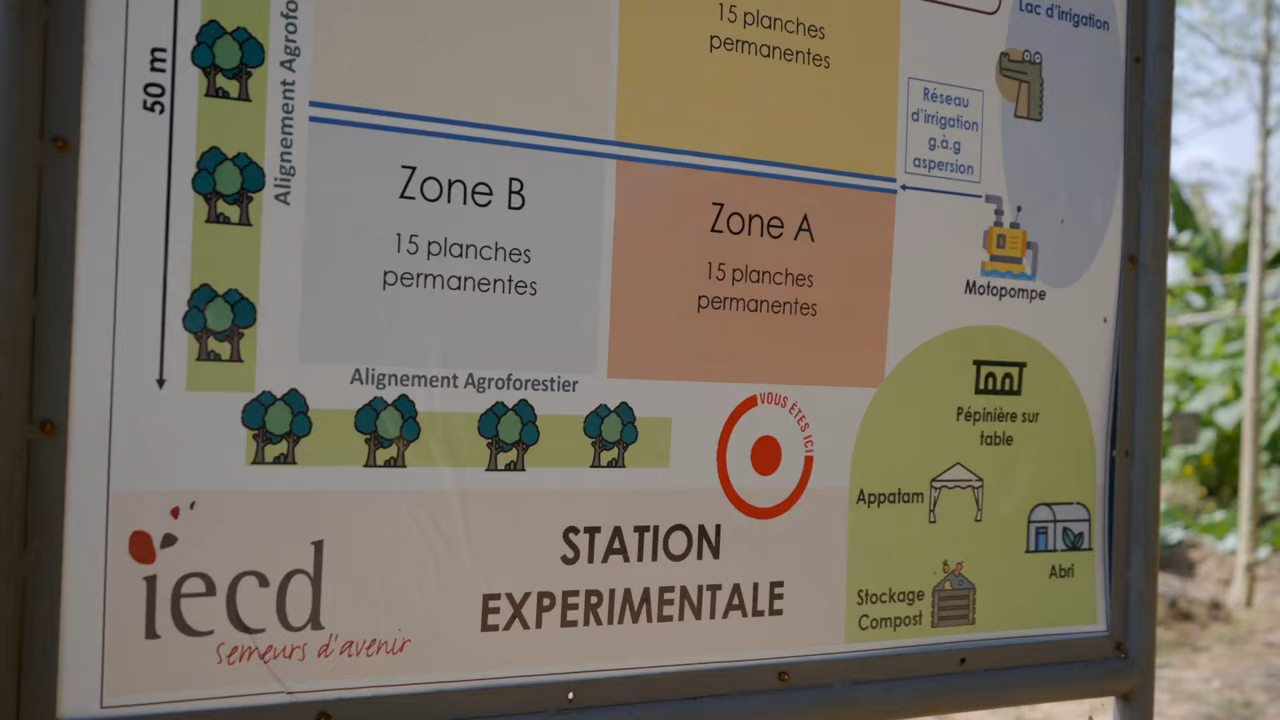 15 planches
permanentes
Lac d'irrigation
50 m
Alignement Agrofo
Réseau
d'irrigation
g.à.g
aspersion
Zone B
15 planches
permanentes
Zone A
15 planches
permanentes
Motopompe
Alignement Agroforestier
VOUS ÊTES ICI
Pépinière sur
table
Appatam
Abri
Stockage
Compost
STATION
EXPERIMENTALE
iecd
semeurs d'avenir